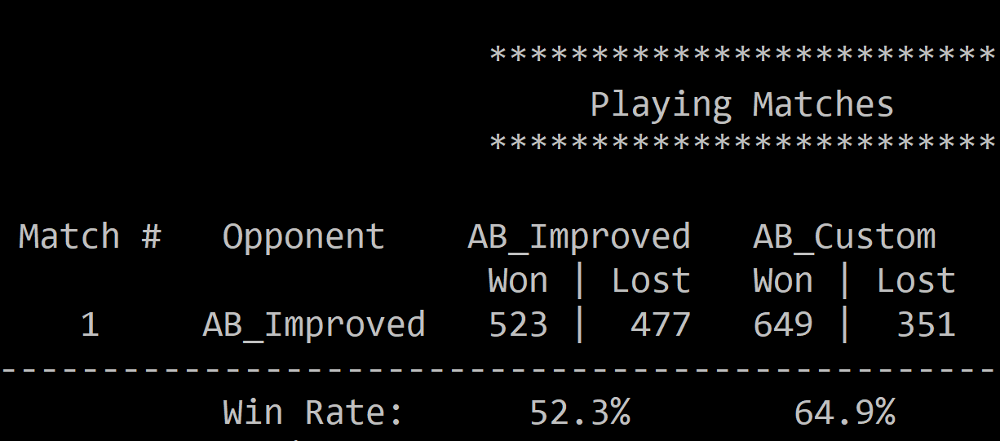 *************************
Playing Matches
*************************
Match # Opponent AB_Improved AB_Custom
Won | Lost Won | Lost
1 AB_Improved 523 | 477 649 | 351
-------------------------------------------------
Win Rate: 52.3% 64.9%